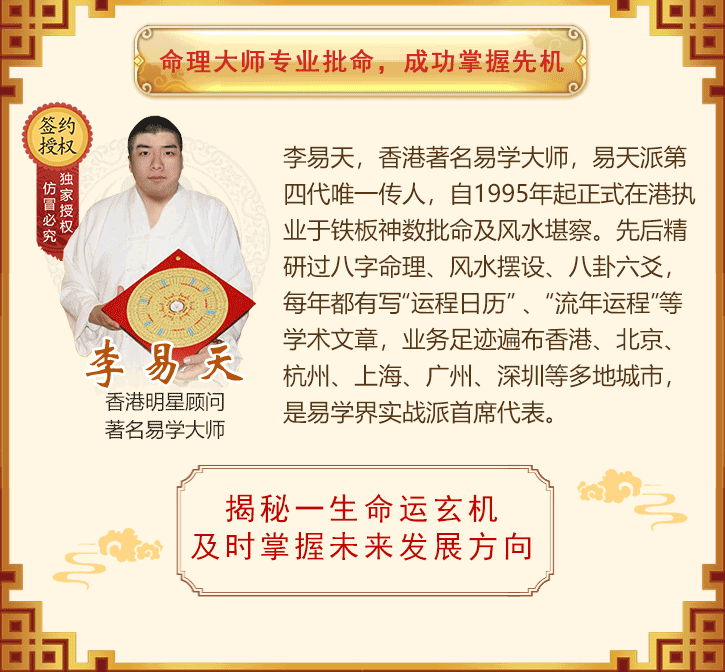 命理大师专业批命，成功掌握先机
签约
授权
独家授权
仿冒必究
李易天，香港著名易学大师，易天派第
四代唯一传人，自1995年起正式在港执
业于铁板神数批命及风水堪察。先后精
研过八字命理、风水摆设、八卦六爻，
每年都有写“运程日历”、“流年运程”等
学术文章，业务足迹遍布香港、北京、
杭州、上海、广州、深圳等多地城市，
是易学界实战派首席代表。
李易天
香港明星顾问
著名易学大师
揭秘一生命运玄机
及时掌握未来发展方向